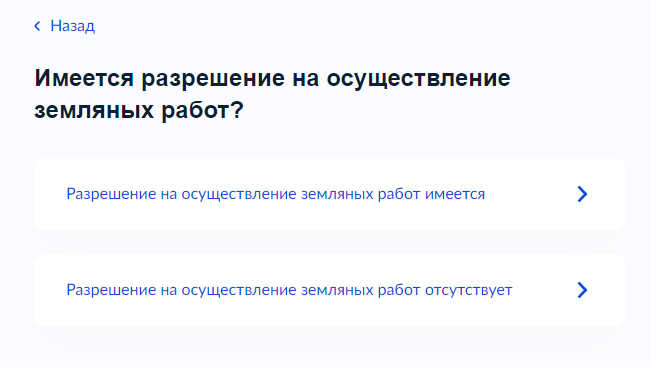 Назад
Имеется разрешение на осуществление
земляных работ?
Разрешение на осуществление земляных работ имеется
Разрешение на осуществление земляных работ отсутствует